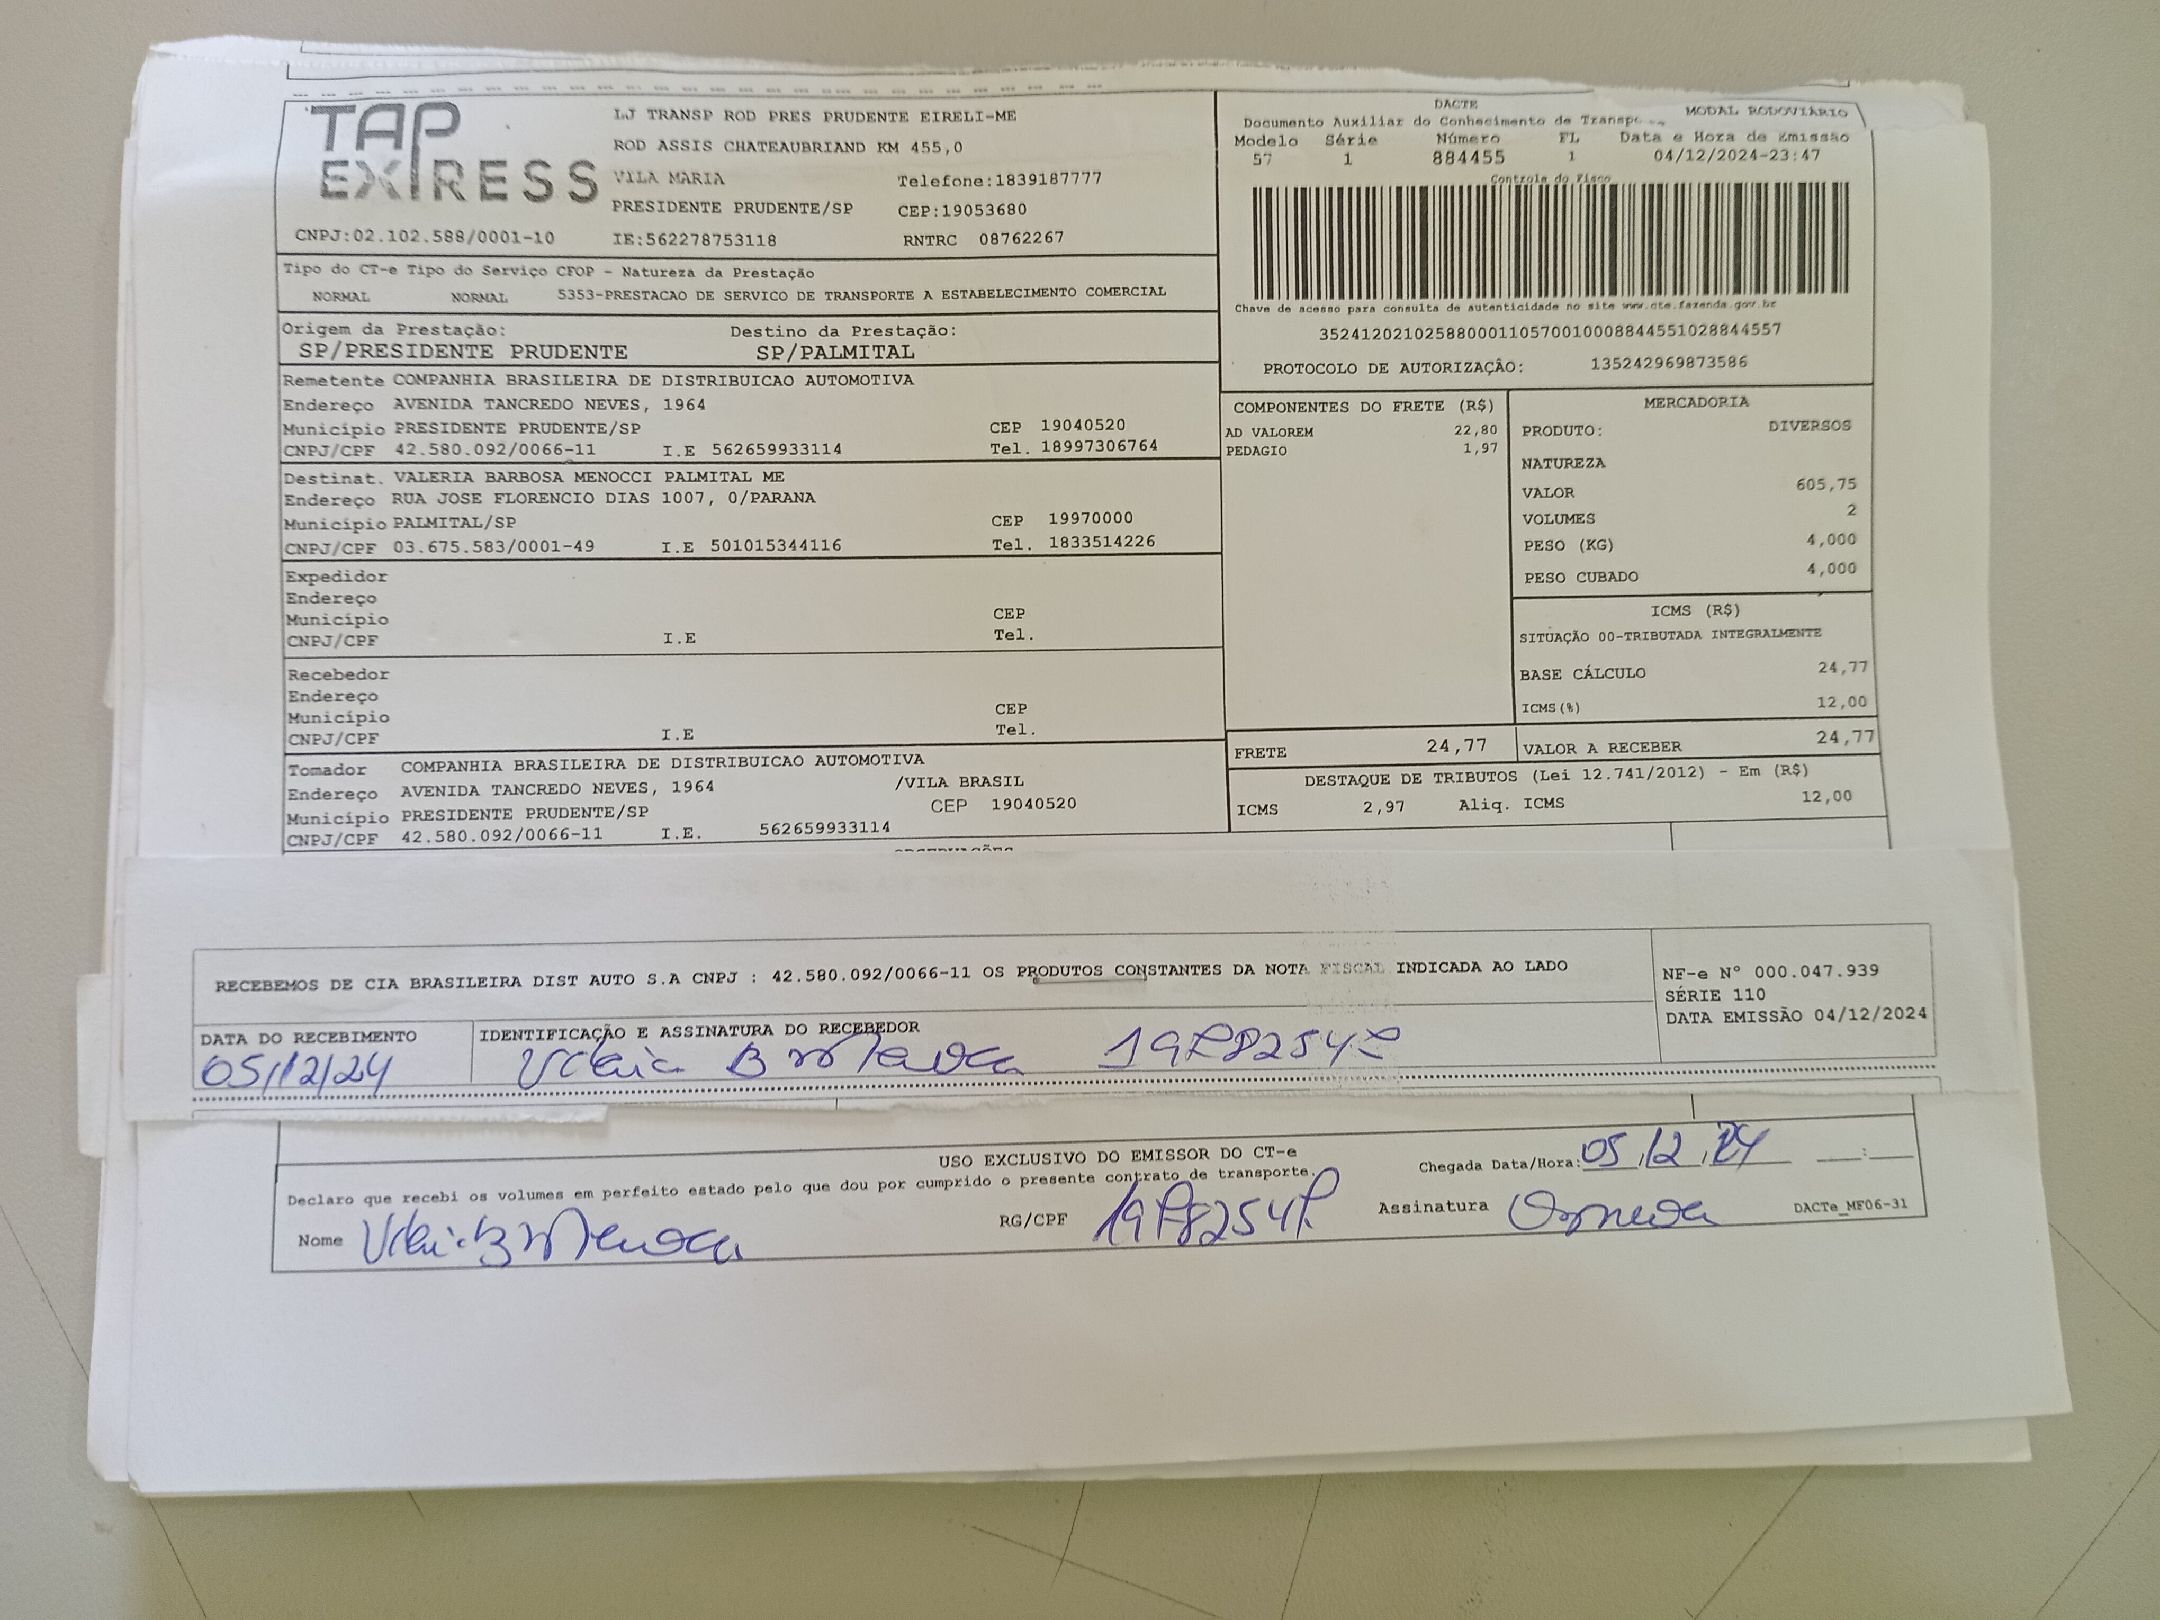 TAP EXPRESS
LJ TRANSP ROD PRES PRUDENTE EIRELI-ME
ROD ASSIS CHATEAUBRIAND KM 455,0
VILA MARIA Telefone:1839187777
PRESIDENTE PRUDENTE/SP CEP:19053680
CNPJ:02.102.588/0001-10 IE:562278753118 RNTRC 08762267
DACTE
Documento Auxiliar do Conhecimento de MODAL RODOVIÁRIO
Modelo Série Número FL Data e Hora de Emissão
57 1 884455 1 04/12/2024-23:47
Controle do Fisco
Chave de acesso para consulta de autenticidade no site www.cte.fazenda.gov.br
35241202102588000110570010008844551028844557
PROTOCOLO DE AUTORIZAÇÃO: 135242969873586
Tipo do CT-e Tipo do Serviço CFOP - Natureza da Prestação
NORMAL NORMAL 5353-PRESTACAO DE SERVICO DE TRANSPORTE A ESTABELECIMENTO COMERCIAL
Origem da Prestação: Destino da Prestação:
SP/PRESIDENTE PRUDENTE SP/PALMITAL
Remetente COMPANHIA BRASILEIRA DE DISTRIBUICAO AUTOMOTIVA
Endereço AVENIDA TANCREDO NEVES, 1964
Município PRESIDENTE PRUDENTE/SP CEP 19040520
CNPJ/CPF 42.580.092/0066-11 I.E 562659933114 Tel. 18997306764
Destinat. VALERIA BARBOSA MENOCCI PALMITAL ME
Endereço RUA JOSE FLORENCIO DIAS 1007, 0/PARANA
Município PALMITAL/SP CEP 19970000
CNPJ/CPF 03.675.583/0001-49 I.E 501015344116 Tel. 1833514226
Expedidor
Endereço
Município CEP
CNPJ/CPF I.E Tel.
Recebedor
Endereço
Município CEP
CNPJ/CPF I.E Tel.
Tomador COMPANHIA BRASILEIRA DE DISTRIBUICAO AUTOMOTIVA
Endereço AVENIDA TANCREDO NEVES, 1964 /VILA BRASIL
Município PRESIDENTE PRUDENTE/SP CEP 19040520
CNPJ/CPF 42.580.092/0066-11 I.E. 562659933114
COMPONENTES DO FRETE (R$)
AD VALOREM 22,80
PEDAGIO 1,97
MERCADORIA
PRODUTO: DIVERSOS
NATUREZA
VALOR 605,75
VOLUMES 2
PESO (KG) 4,000
PESO CUBADO 4,000
ICMS (R$)
SITUAÇÃO 00-TRIBUTADA INTEGRALMENTE
BASE CÁLCULO 24,77
ICMS(%) 12,00
FRETE 24,77 VALOR A RECEBER 24,77
DESTAQUE DE TRIBUTOS (Lei 12.741/2012) - Em (R$)
ICMS 2,97 Aliq. ICMS 12,00
RECEBEMOS DE CIA BRASILEIRA DIST AUTO S.A CNPJ : 42.580.092/0066-11 OS PRODUTOS CONSTANTES DA NOTA FISCAL INDICADA AO LADO
NF-e Nº 000.047.939
SÉRIE 110
DATA EMISSÃO 04/12/2024
DATA DO RECEBIMENTO IDENTIFICAÇÃO E ASSINATURA DO RECEBEDOR
05/12/24
USO EXCLUSIVO DO EMISSOR DO CT-e
Declaro que recebi os volumes em perfeito estado pelo que dou por cumprido o presente contrato de transporte.
Chegada Data/Hora: 05/12/24 __:__
Nome RG/CPF Assinatura DACTe_MF06-31